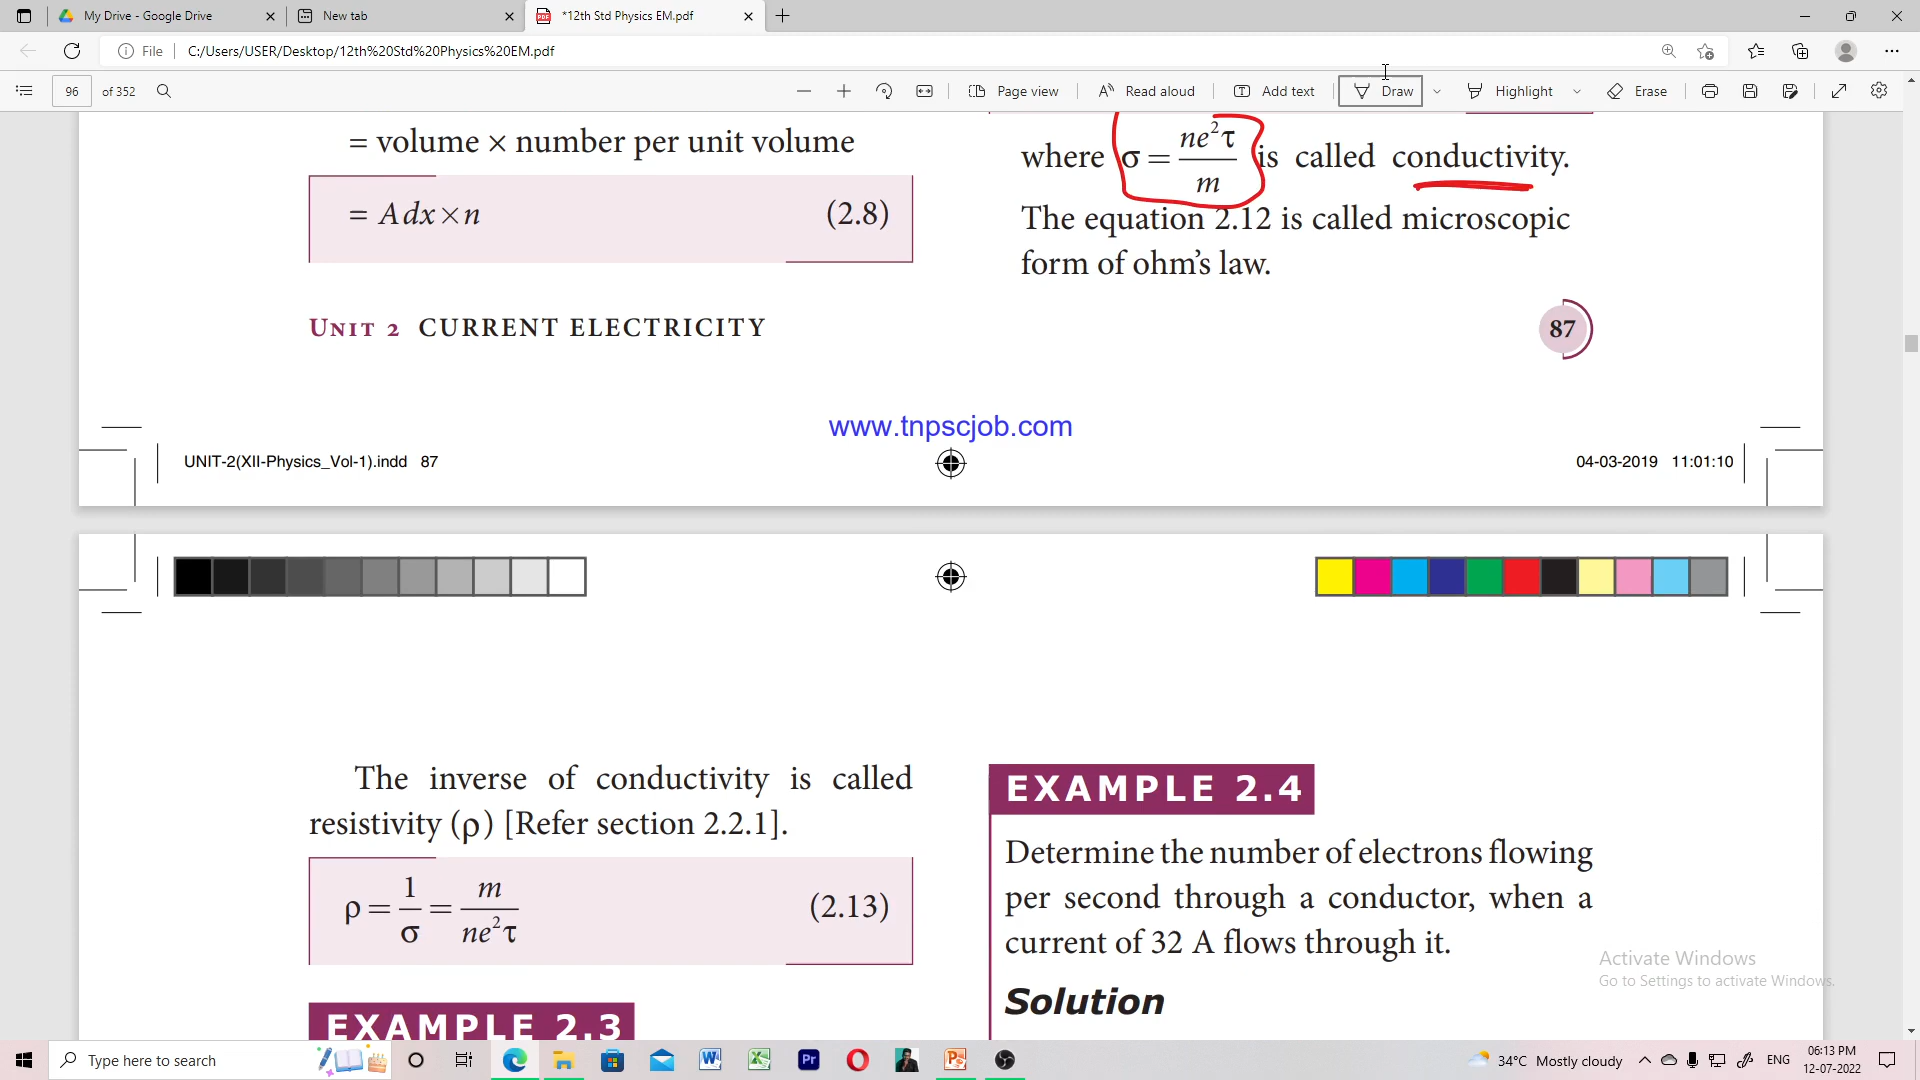 My Drive - Google Drive
New tab
*12th Std Physics EM.pdf
File
C:/Users/USER/Desktop/12th%20Std%20Physics%20EM.pdf
96 of 352
Page view
Read aloud
Add text
Draw
Highlight
Erase
= volume × number per unit volume
= A dx × n (2.8)
where σ = ne²τ / m is called conductivity.
The equation 2.12 is called microscopic
form of ohm's law.
UNIT 2 CURRENT ELECTRICITY
87
www.tnpscjob.com
UNIT-2(XII-Physics_Vol-1).indd 87
04-03-2019 11:01:10
The inverse of conductivity is called
resistivity (ρ) [Refer section 2.2.1].
ρ = 1/σ = m/ne²τ (2.13)
EXAMPLE 2.3
EXAMPLE 2.4
Determine the number of electrons flowing
per second through a conductor, when a
current of 32 A flows through it.
Solution
Activate Windows
Go to Settings to activate Windows.
Type here to search
34°C Mostly cloudy
ENG
06:13 PM
12-07-2022